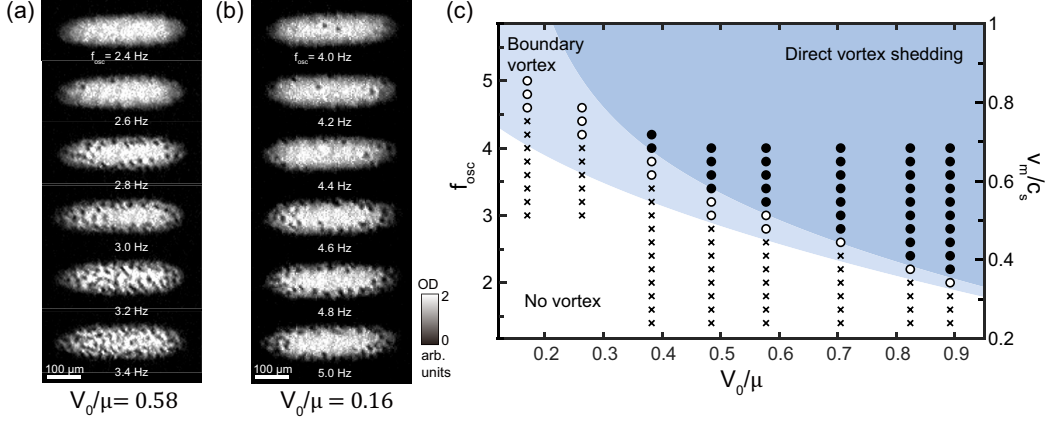 (a)
f_osc = 2.4 Hz
2.6 Hz
2.8 Hz
3.0 Hz
3.2 Hz
3.4 Hz
100 μm
V₀/μ= 0.58
(b)
f_osc = 4.0 Hz
4.2 Hz
4.4 Hz
4.6 Hz
4.8 Hz
5.0 Hz
100 μm
V₀/μ = 0.16
OD
2
0
arb.
units
(c)
Boundary
vortex
Direct vortex shedding
No vortex
f_osc
5
4
3
2
0.2 0.3 0.4 0.5 0.6 0.7 0.8 0.9
V₀/μ
1
0.8
0.6
0.4
0.2
v_m/c_s